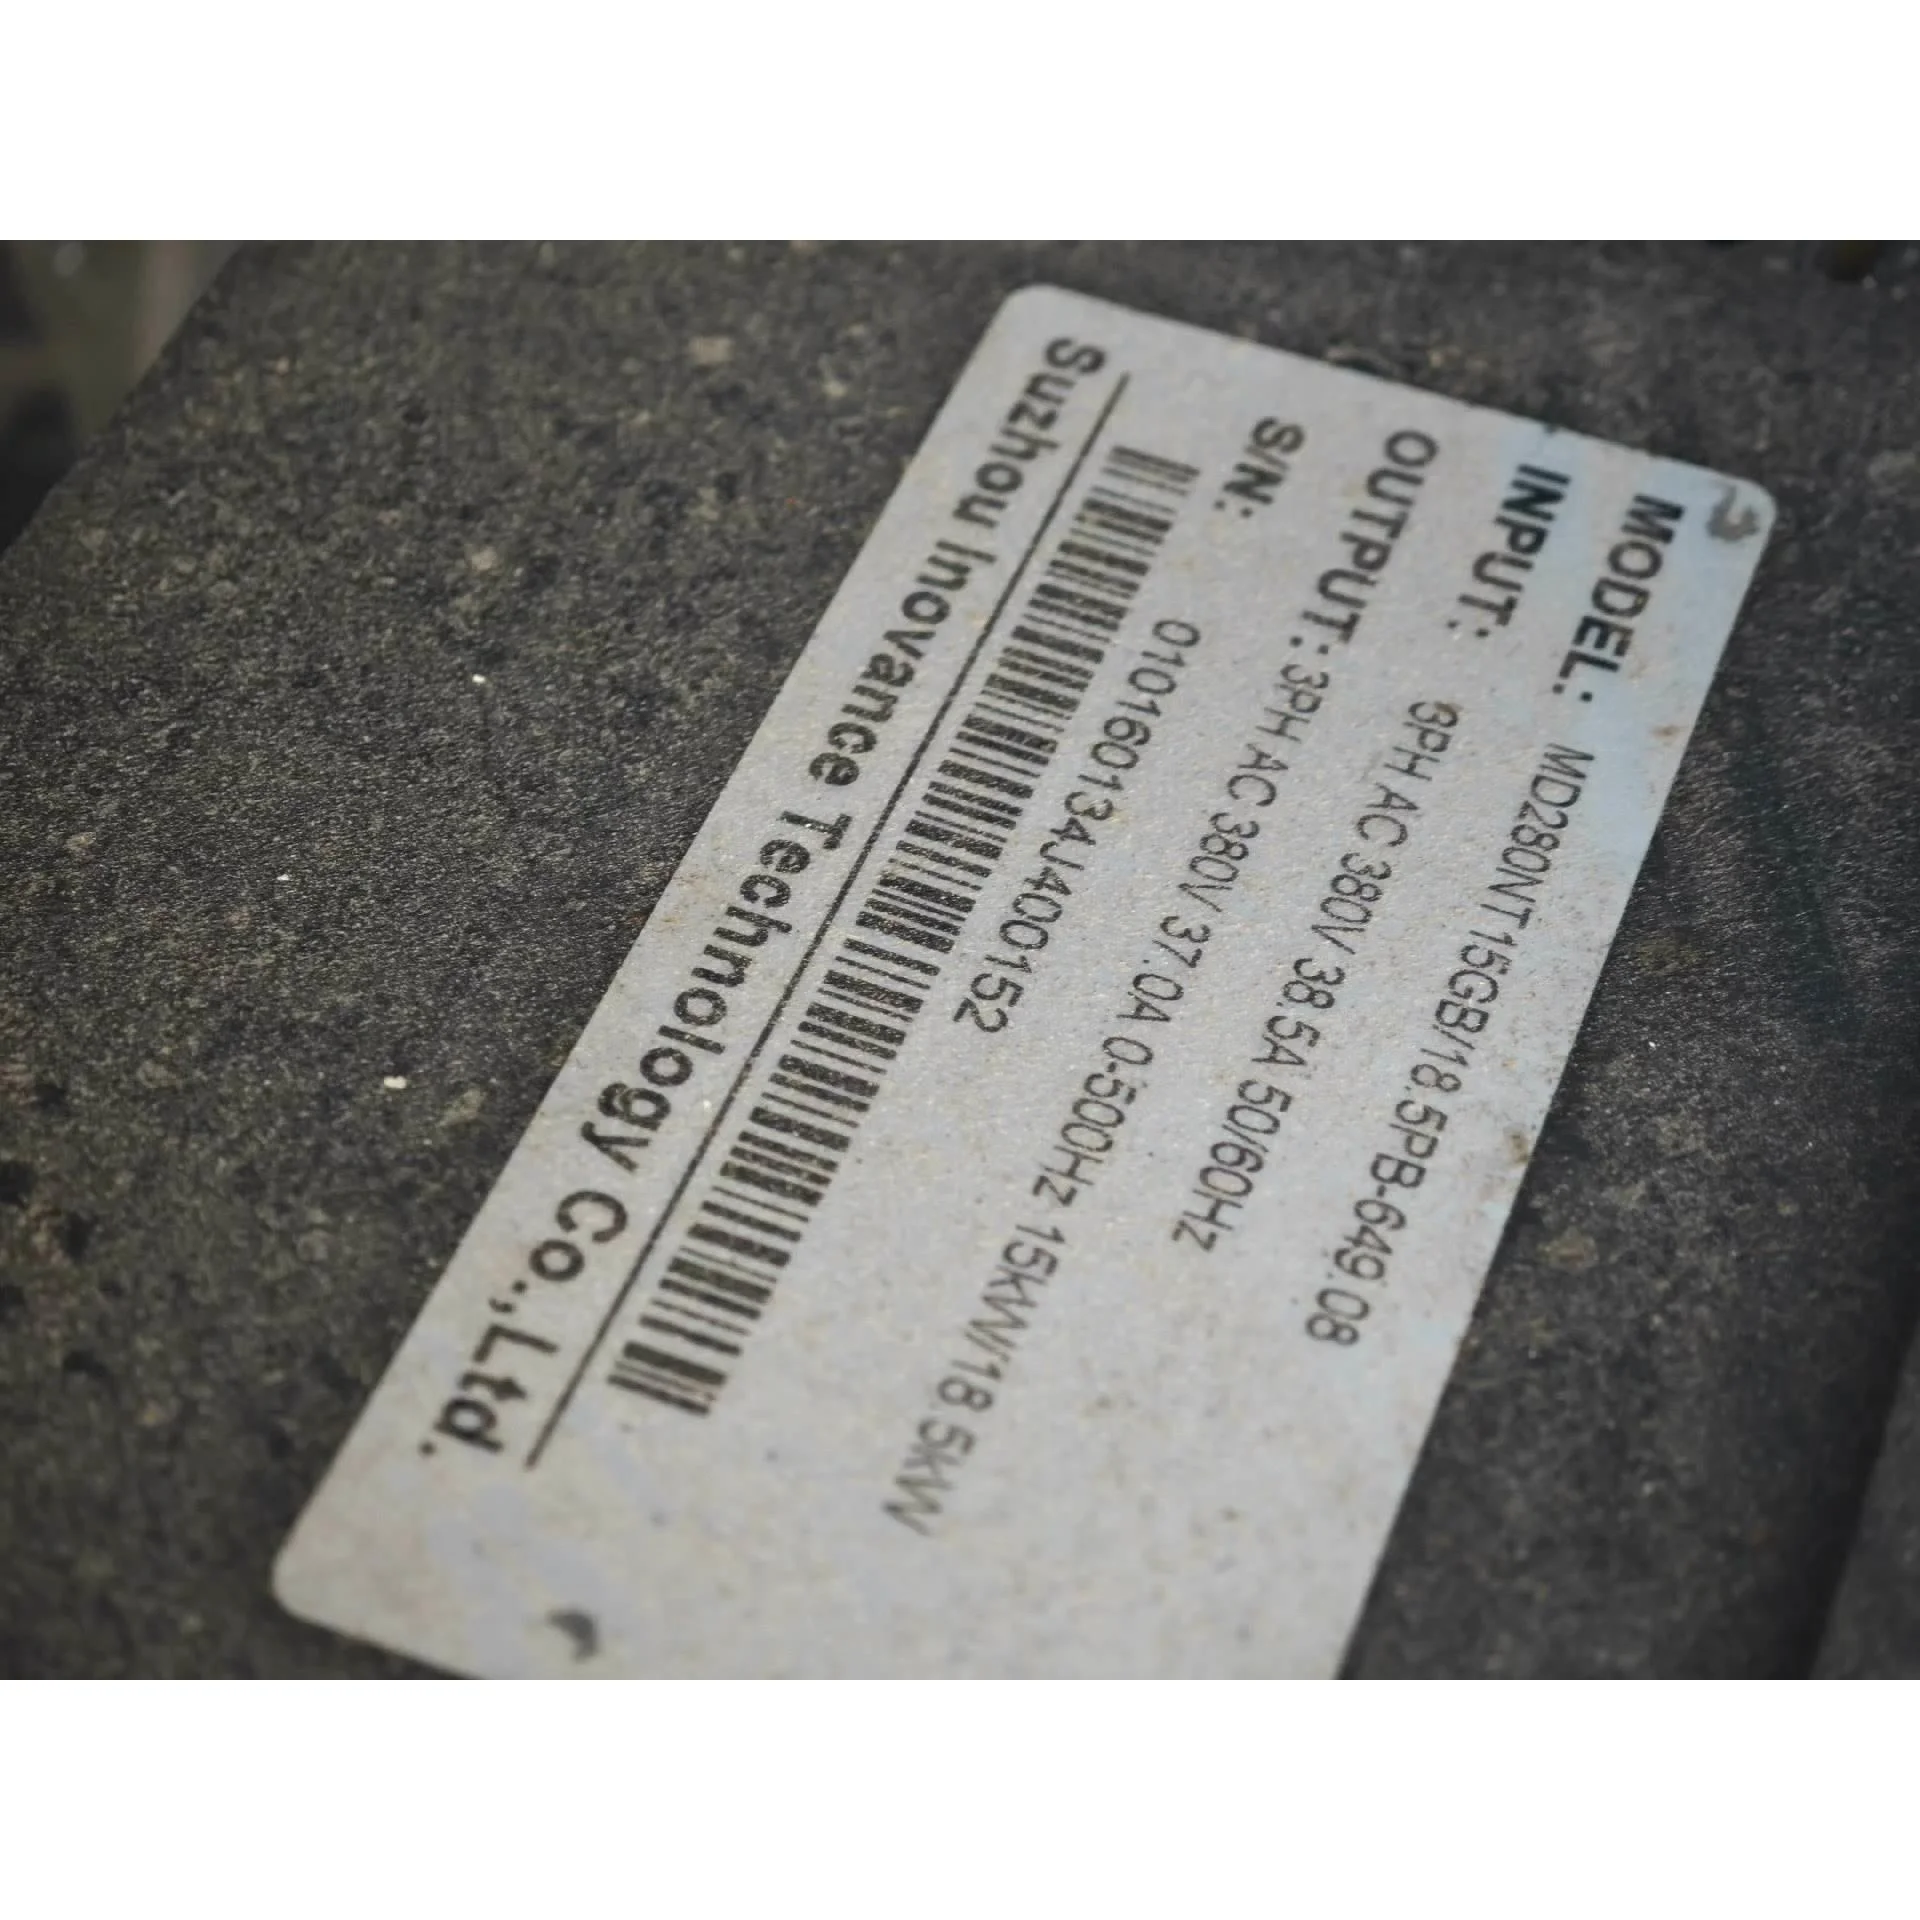 MODEL: MD280NT15GB/18.5PB-649.08
INPUT: 3PH AC 380V 38.5A 50/60Hz
OUTPUT: 3PH AC 380V 37.0A 0-500Hz 15kW/18.5kW
S/N: 010160134J400152
Suzhou Inovance Technology Co.,Ltd.